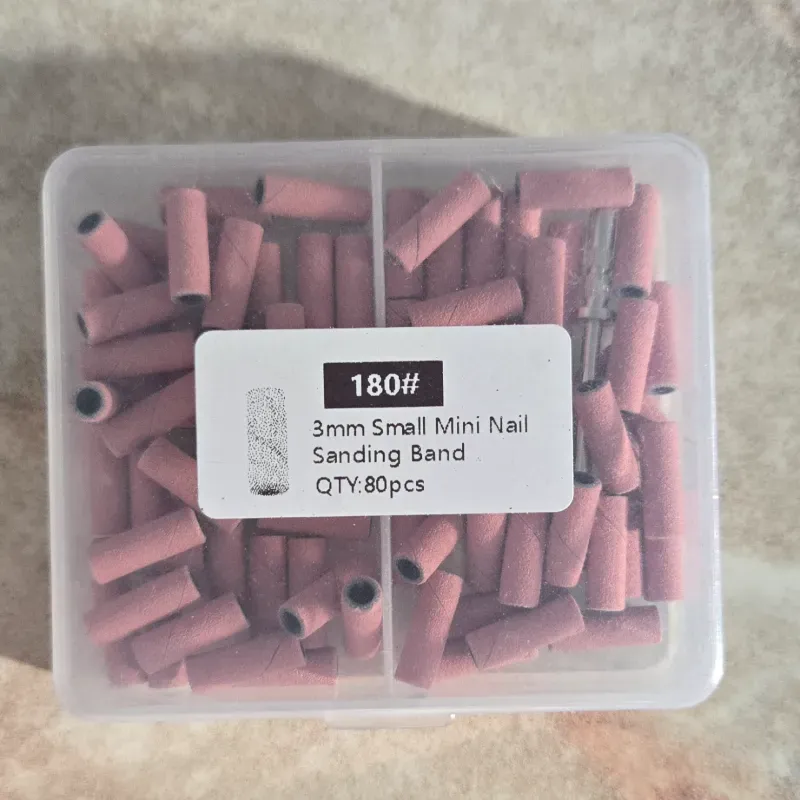 180#
3mm Small Mini Nail
Sanding Band
QTY:80pcs